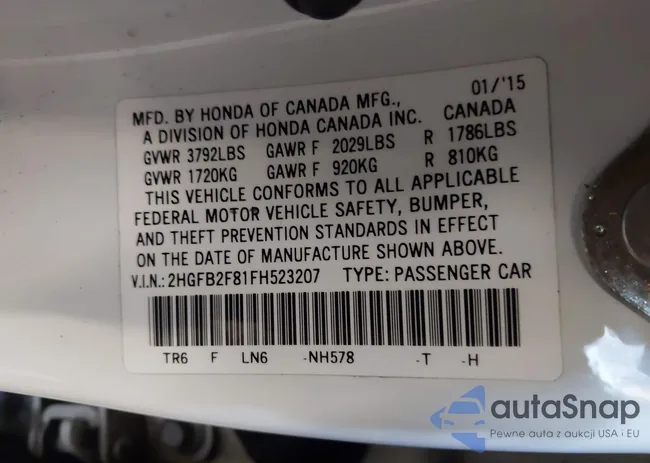 01/'15
MFD. BY HONDA OF CANADA MFG., CANADA
A DIVISION OF HONDA CANADA INC.
GVWR 3792LBS GAWR F 2029LBS R 1786LBS
GVWR 1720KG GAWR F 920KG R 810KG
THIS VEHICLE CONFORMS TO ALL APPLICABLE
FEDERAL MOTOR VEHICLE SAFETY, BUMPER,
AND THEFT PREVENTION STANDARDS IN EFFECT
ON THE DATE OF MANUFACTURE SHOWN ABOVE.
V.I.N.:2HGFB2F81FH523207 TYPE: PASSENGER CAR
TR6 F LN6 -NH578 -T -H
autaSnap
Pewne auta z aukcji USA i EU